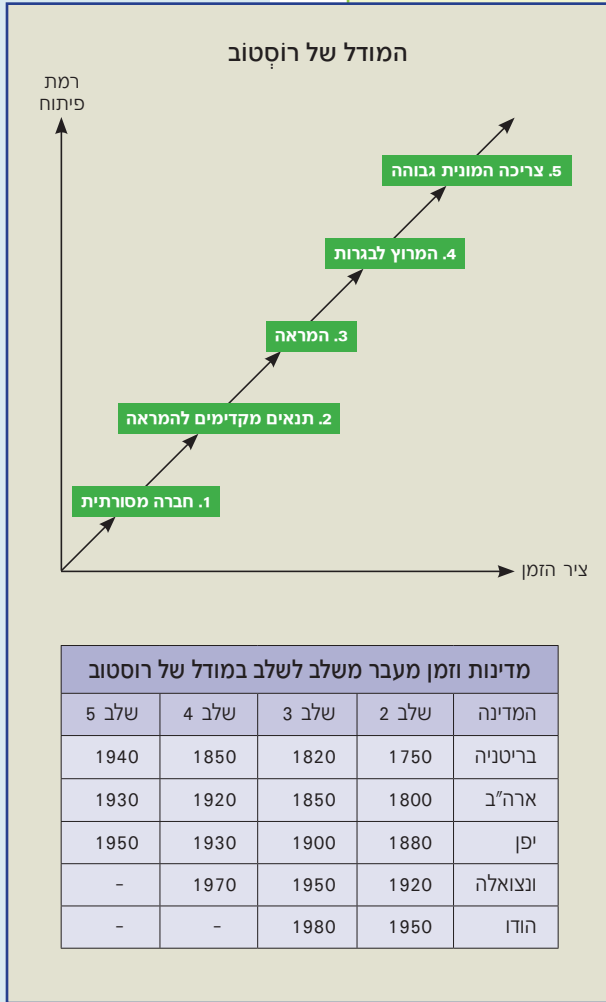 המודל של רוֹסְטוֹב
רמת
פיתוח
5. צריכה המונית גבוהה
4. המרוץ לבגרות
3. המראה
2. תנאים מקדימים להמראה
1. חברה מסורתית
ציר הזמן
מדינות וזמן מעבר משלב לשלב במודל של רוסטוב
המדינה שלב 2 שלב 3 שלב 4 שלב 5
בריטניה 1750 1820 1850 1940
ארה"ב 1800 1850 1920 1930
יפן 1880 1900 1930 1950
ונצואלה 1920 1950 1970 -
הודו 1950 1980 - -